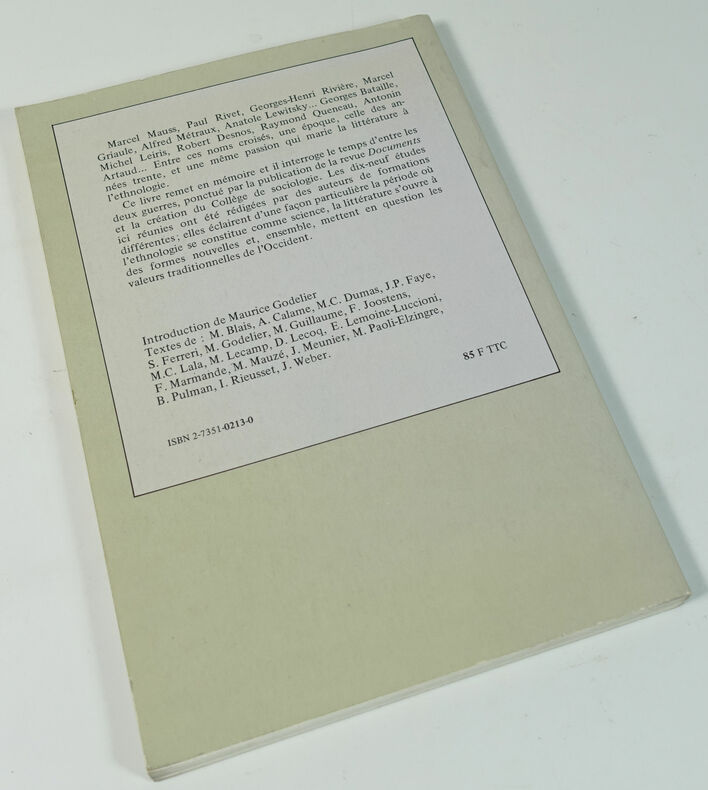 Marcel Mauss, Paul Rivet, Georges-Henri Rivière, Marcel
Griaule, Alfred Métraux, Anatole Lewitsky... Georges Bataille,
Michel Leiris, Robert Desnos, Raymond Queneau, Antonin
Artaud... Entre ces noms croisés, une époque, celle des an-
nées trente, et une même passion qui marie la littérature à
l'ethnologie.
Ce livre remet en mémoire et il interroge le temps d'entre les
deux guerres, ponctué par la publication de la revue Documents
et la création du Collège de sociologie. Les dix-neuf études
ici réunies ont été rédigées par des auteurs de formations
différentes; elles éclairent d'une façon particulière la période où
l'ethnologie se constitue comme science, la littérature s'ouvre à
des formes nouvelles et, ensemble, mettent en question les
valeurs traditionnelles de l'Occident.
Introduction de Maurice Godelier
Textes de : M. Blais, A. Calame, M.C. Dumas, J.P. Faye,
S. Ferreri, M. Godelier, M. Guillaume, F. Joostens,
M.C. Lala, M. Lecamp, D. Lecoq, E. Lemoine-Luccioni,
F. Marmande, M. Mauzé, J. Meunier, M. Paoli-Elzingre,
B. Pulman, I. Rieusset, J. Weber.
85 F TTC
ISBN 2-7351-0213-0